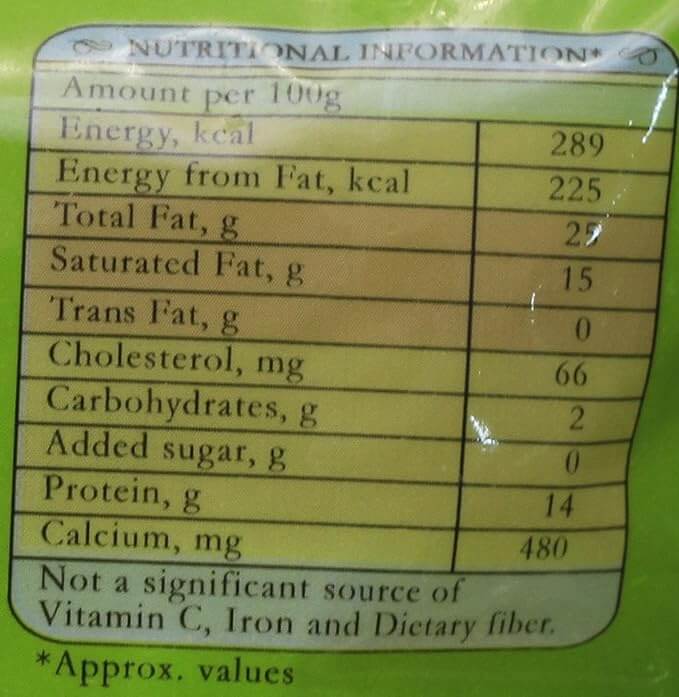 NUTRITIONAL INFORMATION*
Amount per 100g
Energy, kcal 289
Energy from Fat, kcal 225
Total Fat, g 25
Saturated Fat, g 15
Trans Fat, g 0
Cholesterol, mg 66
Carbohydrates, g 2
Added sugar, g 0
Protein, g 14
Calcium, mg 480
Not a significant source of
Vitamin C, Iron and Dietary fiber.
*Approx. values